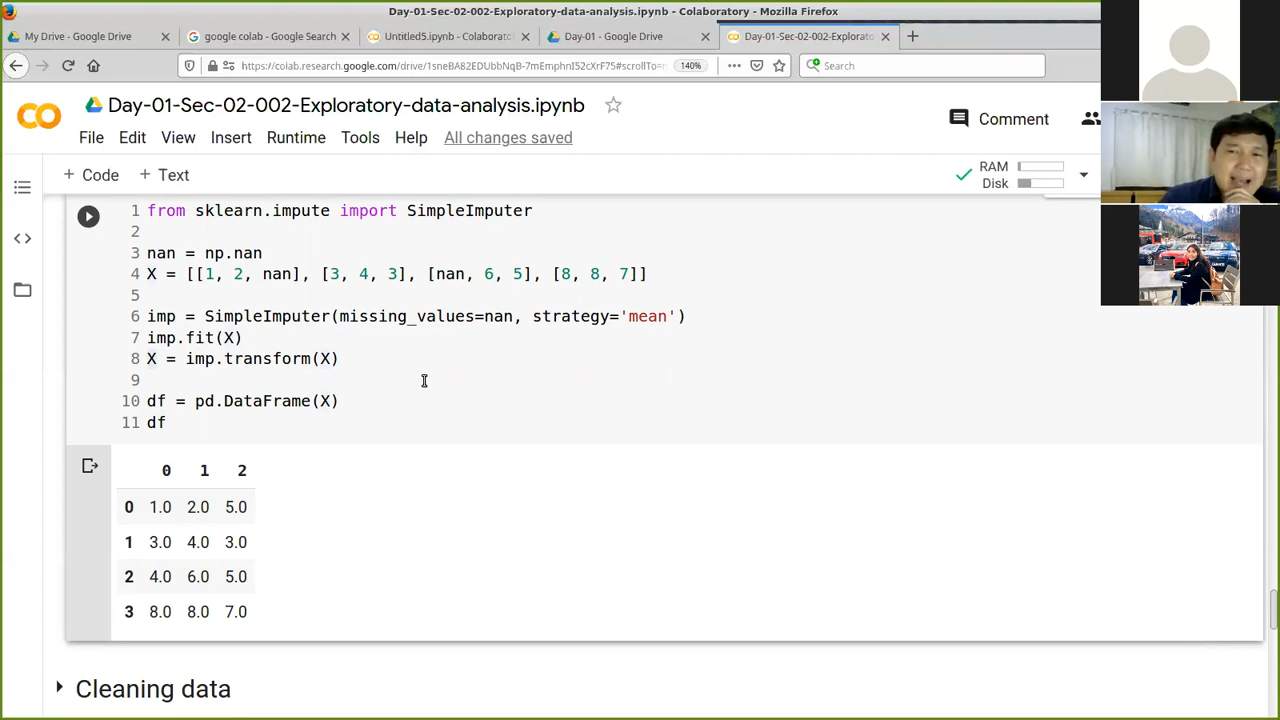 Day-01-Sec-02-002-Exploratory-data-analysis.ipynb - Colaboratory - Mozilla Firefox
My Drive - Google Drive
google colab - Google Search
Untitled5.ipynb - Colaborato
Day-01 - Google Drive
Day-01-Sec-02-002-Explorato
140%
Search
Day-01-Sec-02-002-Exploratory-data-analysis.ipynb
File Edit View Insert Runtime Tools Help All changes saved
Comment
+ Code + Text
RAM
Disk
1 from sklearn.impute import SimpleImputer
2
3 nan = np.nan
4 X = [[1, 2, nan], [3, 4, 3], [nan, 6, 5], [8, 8, 7]]
5
6 imp = SimpleImputer(missing_values=nan, strategy='mean')
7 imp.fit(X)
8 X = imp.transform(X)
9
10 df = pd.DataFrame(X)
11 df
0 1 2
0 1.0 2.0 5.0
1 3.0 4.0 3.0
2 4.0 6.0 5.0
3 8.0 8.0 7.0
Cleaning data